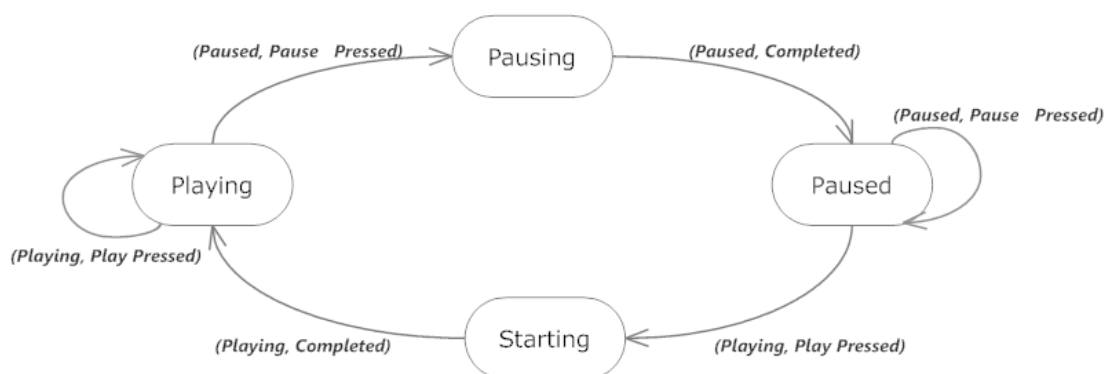 (Paused, Pause Pressed)
Pausing
(Paused, Completed)
(Paused, Pause Pressed)
Playing
Paused
(Playing, Play Pressed)
Starting
(Playing, Completed)
(Playing, Play Pressed)